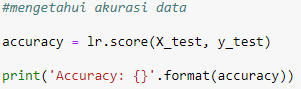 #mengetahui akurasi data
accuracy = lr.score(X_test, y_test)
print('Accuracy: {}'.format(accuracy))